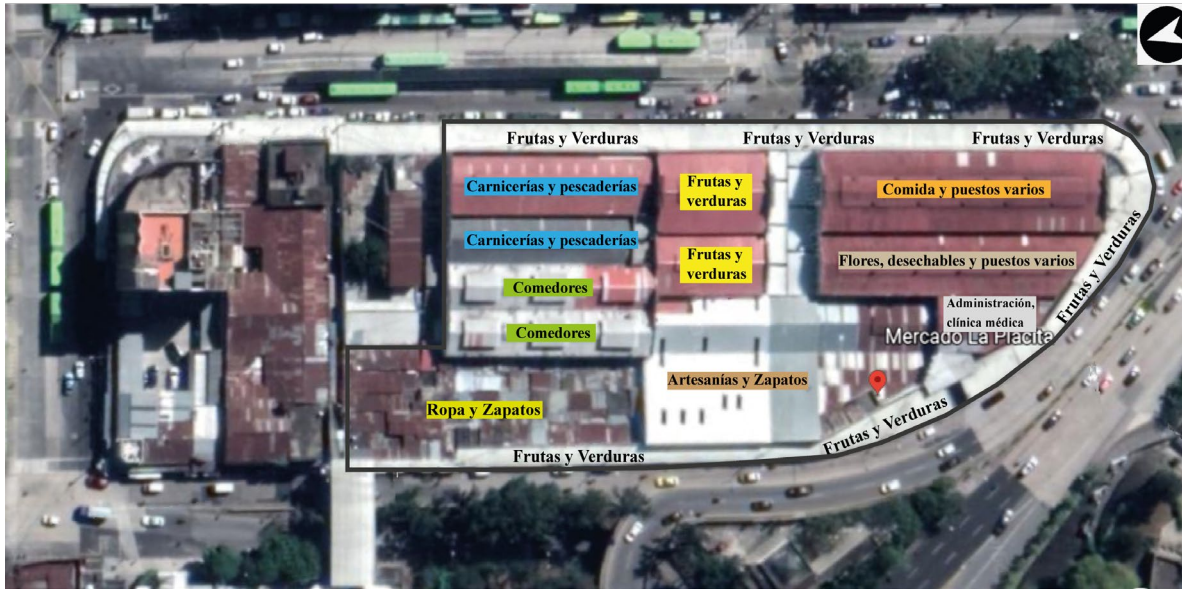 Frutas y Verduras
Frutas y Verduras
Frutas y Verduras
Carnicerías y pescaderías
Frutas y
verduras
Comida y puestos varios
Carnicerías y pescaderías
Frutas y
verduras
Flores, desechables y puestos varios
Frutas y Verduras
Comedores
Administración,
clínica médica
Comedores
Mercado La Placita
Artesanías y Zapatos
Ropa y Zapatos
Frutas y Verduras
Frutas y Verduras